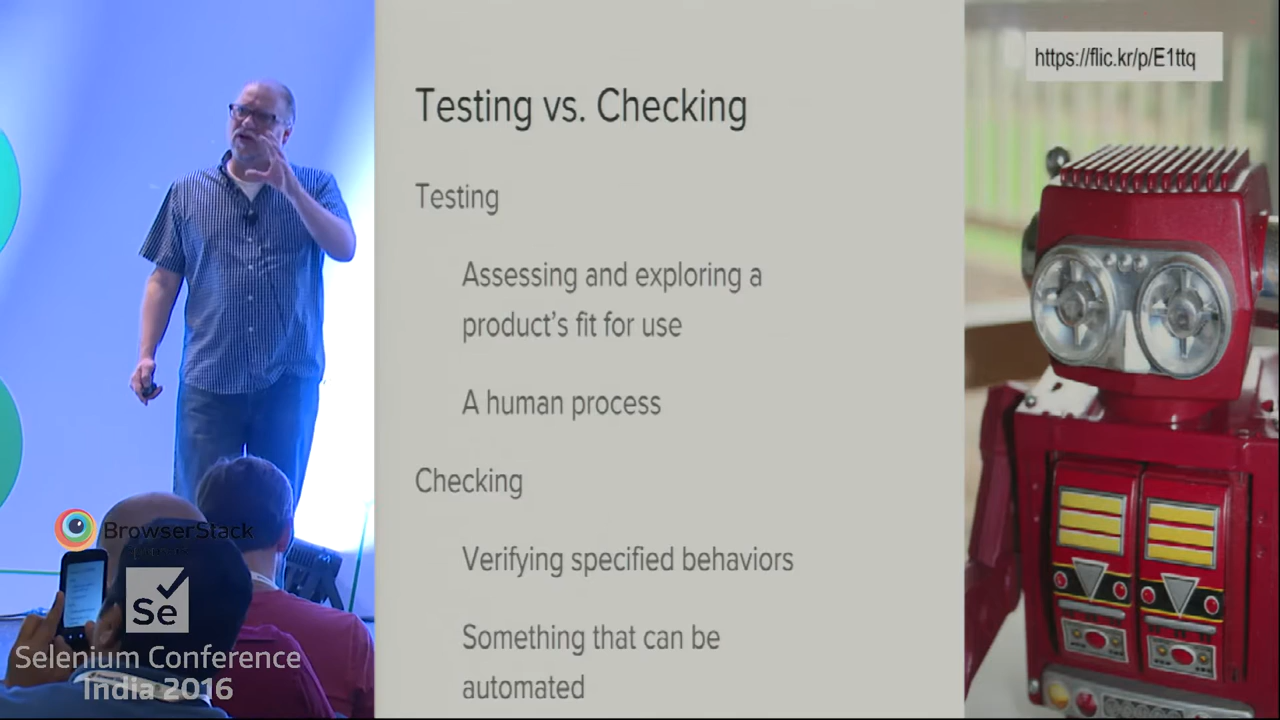 https://flic.kr/p/E1ttq
Testing vs. Checking
Testing
Assessing and exploring a
product's fit for use
A human process
Checking
Verifying specified behaviors
Something that can be
automated
BrowserStack
Se
Selenium Conference
India 2016